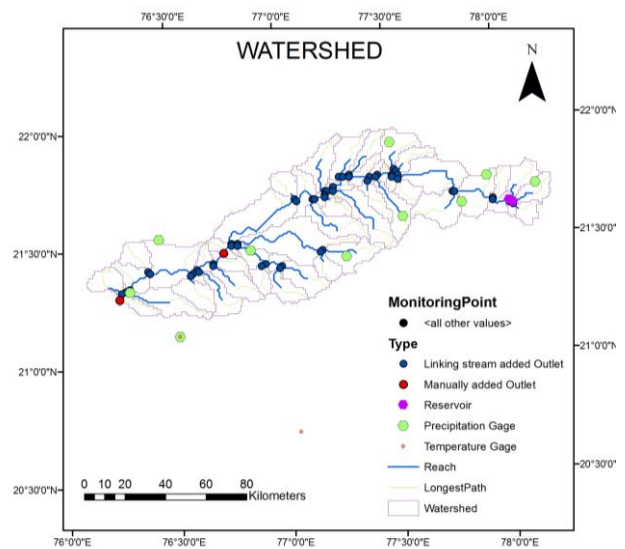 76°30'0"E 77°0'0"E 77°30'0"E 78°0'0"E
WATERSHED
N
22°0'0"N 22°0'0"N
21°30'0"N 21°30'0"N
21°0'0"N 21°0'0"N
20°30'0"N 20°30'0"N
MonitoringPoint
<all other values>
Type
Linking stream added Outlet
Manually added Outlet
Reservoir
Precipitation Gage
Temperature Gage
Reach
LongestPath
Watershed
0 10 20 40 60 80
Kilometers
76°0'0"E 76°30'0"E 77°0'0"E 77°30'0"E 78°0'0"E